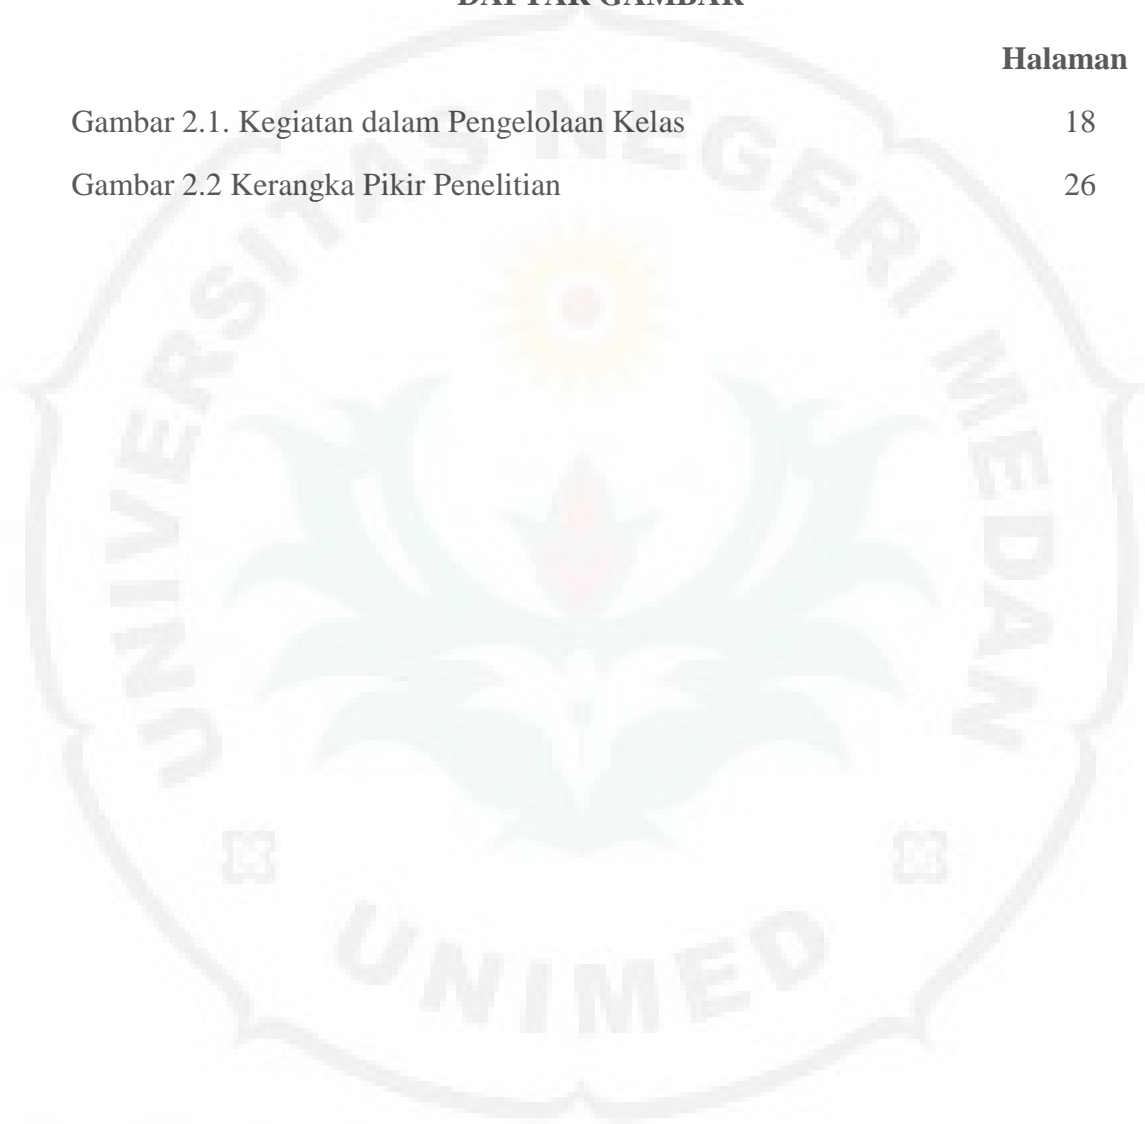 DAFTAR GAMBAR
Halaman
Gambar 2.1. Kegiatan dalam Pengelolaan Kelas 18
Gambar 2.2 Kerangka Pikir Penelitian 26
UNIVERSITAS NEGERI MEDAN
UNIMED